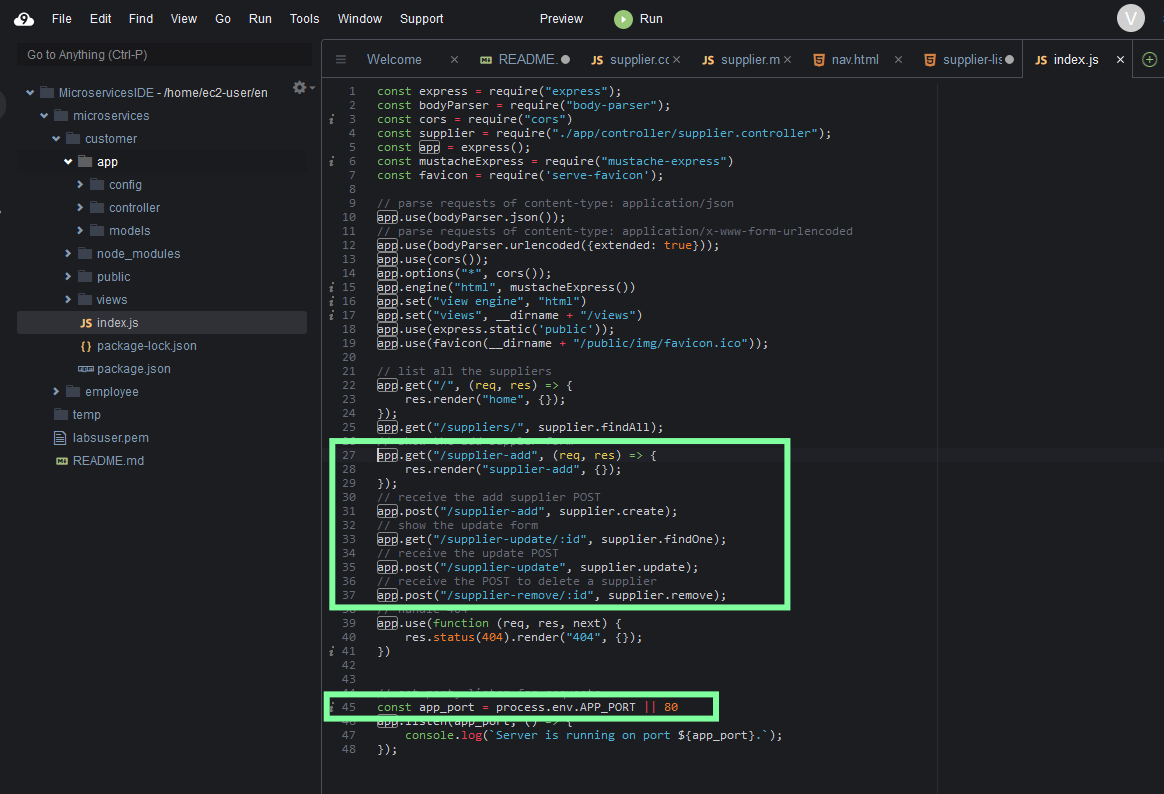 File Edit Find View Go Run Tools Window Support Preview Run V
Go to Anything (Ctrl-P)
Welcome README. JS supplier.cc JS supplier.m nav.html supplier-lis JS index.js
MicroservicesIDE - /home/ec2-user/en
microservices
customer
app
config
controller
models
node_modules
public
views
JS index.js
{} package-lock.json
package.json
employee
temp
labsuser.pem
README.md
1 const express = require("express");
2 const bodyParser = require("body-parser");
3 const cors = require("cors")
4 const supplier = require("./app/controller/supplier.controller");
5 const app = express();
6 const mustacheExpress = require("mustache-express")
7 const favicon = require('serve-favicon');
8
9 // parse requests of content-type: application/json
10 app.use(bodyParser.json());
11 // parse requests of content-type: application/x-www-form-urlencoded
12 app.use(bodyParser.urlencoded({extended: true}));
13 app.use(cors());
14 app.options("*", cors());
15 app.engine("html", mustacheExpress())
16 app.set("view engine", "html")
17 app.set("views", __dirname + "/views")
18 app.use(express.static('public'));
19 app.use(favicon(__dirname + "/public/img/favicon.ico"));
20
21 // list all the suppliers
22 app.get("/", (req, res) => {
23 res.render("home", {});
24 });
25 app.get("/suppliers/", supplier.findAll);
27 app.get("/supplier-add", (req, res) => {
28 res.render("supplier-add", {});
29 });
30 // receive the add supplier POST
31 app.post("/supplier-add", supplier.create);
32 // show the update form
33 app.get("/supplier-update/:id", supplier.findOne);
34 // receive the update POST
35 app.post("/supplier-update", supplier.update);
36 // receive the POST to delete a supplier
37 app.post("/supplier-remove/:id", supplier.remove);
38 // handle 404
39 app.use(function (req, res, next) {
40 res.status(404).render("404", {});
41 })
42
43
45 const app_port = process.env.APP_PORT || 80
46 app.listen(app_port, () => {
47 console.log(`Server is running on port ${app_port}.`);
48 });